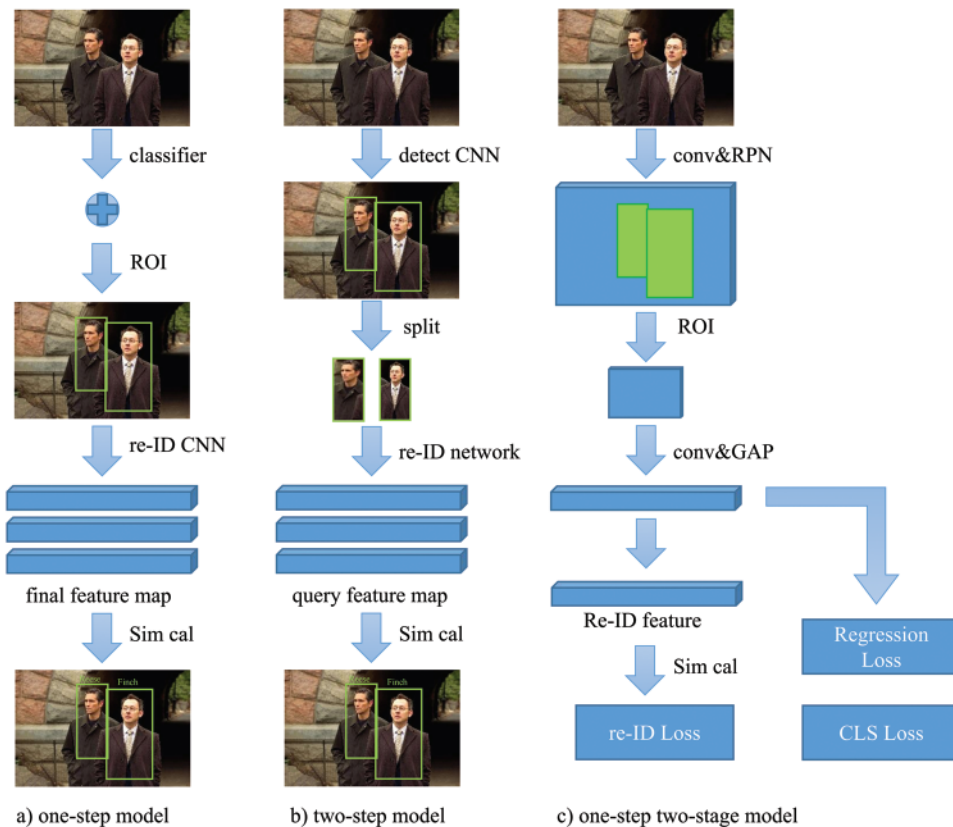 classifier
ROI
re-ID CNN
final feature map
Sim cal
Finch
a) one-step model
detect CNN
split
re-ID network
query feature map
Sim cal
Finch
b) two-step model
conv&RPN
ROI
conv&GAP
Re-ID feature
Sim cal
re-ID Loss
Regression
Loss
CLS Loss
c) one-step two-stage model